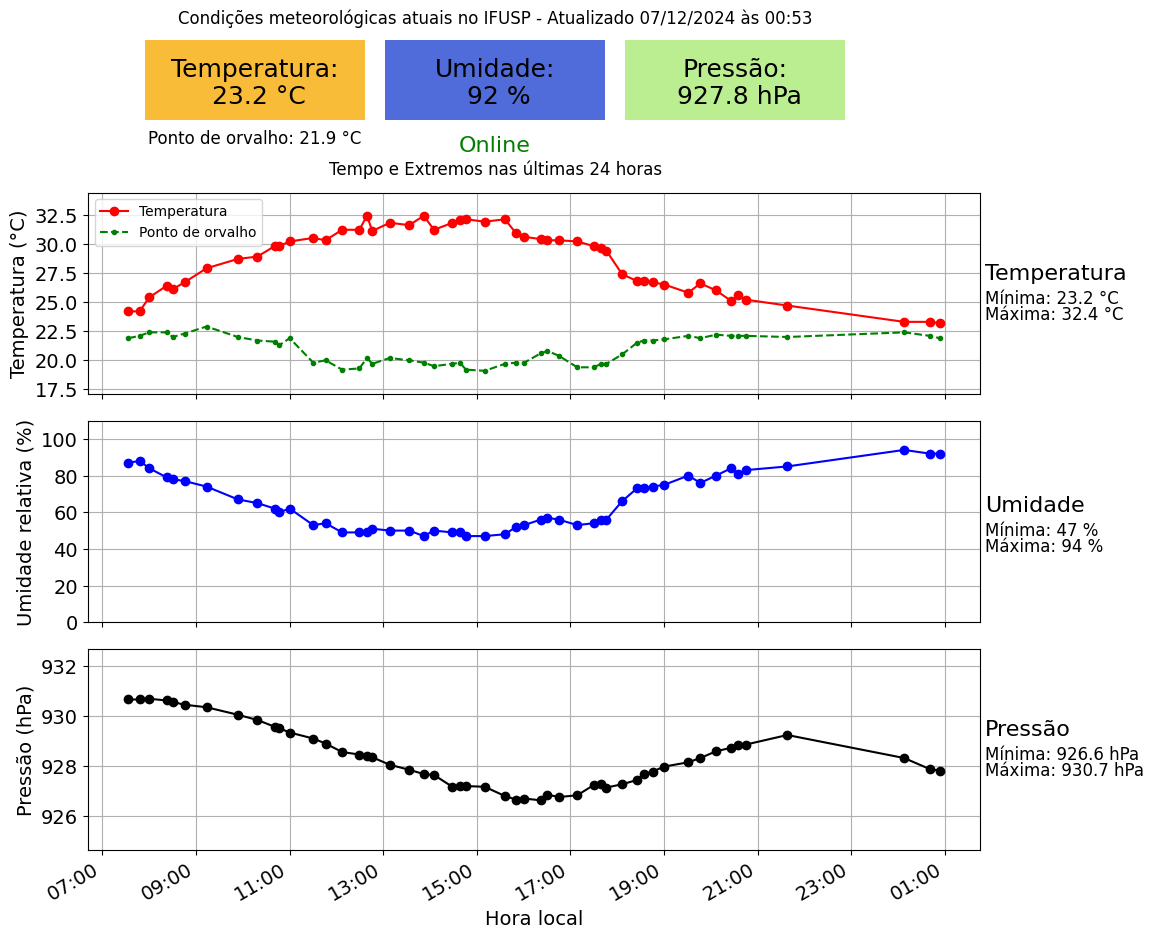 Condições meteorológicas atuais no IFUSP - Atualizado 07/12/2024 às 00:53
Temperatura:
23.2 °C
Umidade:
92 %
Pressão:
927.8 hPa
Ponto de orvalho: 21.9 °C
Online
Tempo e Extremos nas últimas 24 horas
Temperatura (°C)
32.5
30.0
27.5
25.0
22.5
20.0
17.5
Temperatura
Ponto de orvalho
Temperatura
Mínima: 23.2 °C
Máxima: 32.4 °C
Umidade relativa (%)
100
80
60
40
20
0
Umidade
Mínima: 47 %
Máxima: 94 %
Pressão (hPa)
932
930
928
926
Pressão
Mínima: 926.6 hPa
Máxima: 930.7 hPa
07:00
09:00
11:00
13:00
15:00
17:00
19:00
21:00
23:00
01:00
Hora local